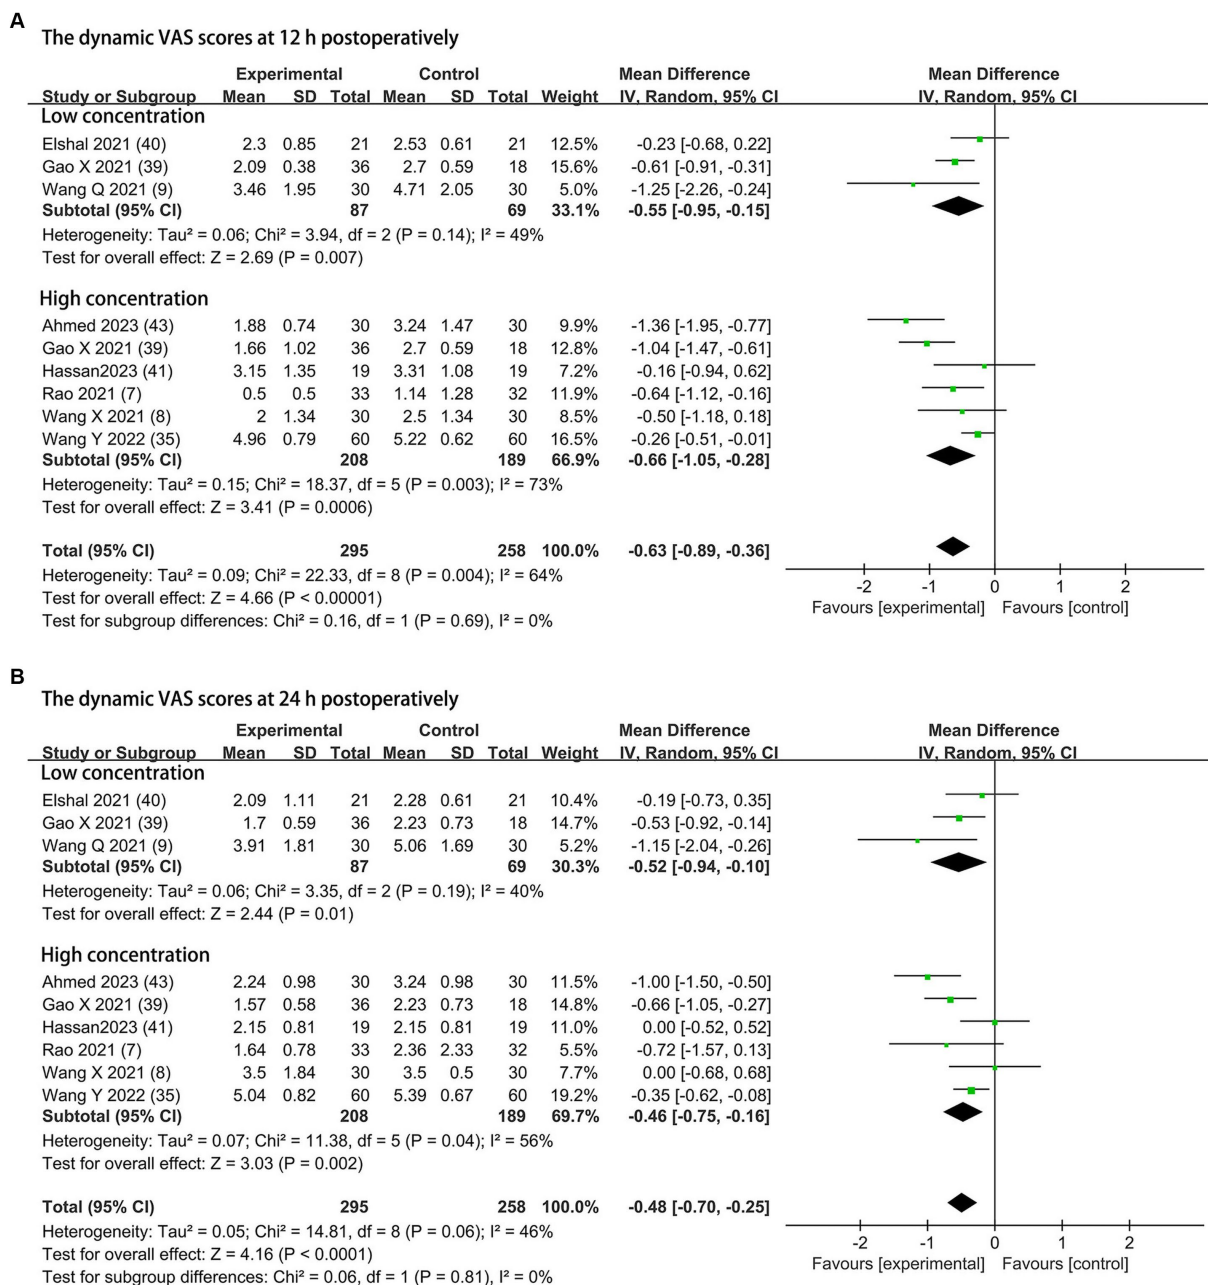 A
The dynamic VAS scores at 12 h postoperatively
Experimental Control Mean Difference Mean Difference
Study or Subgroup Mean SD Total Mean SD Total Weight IV, Random, 95% CI IV, Random, 95% CI
Low concentration
Elshal 2021 (40) 2.3 0.85 21 2.53 0.61 21 12.5% -0.23 [-0.68, 0.22]
Gao X 2021 (39) 2.09 0.38 36 2.7 0.59 18 15.6% -0.61 [-0.91, -0.31]
Wang Q 2021 (9) 3.46 1.95 30 4.71 2.05 30 5.0% -1.25 [-2.26, -0.24]
Subtotal (95% CI) 87 69 33.1% -0.55 [-0.95, -0.15]
Heterogeneity: Tau² = 0.06; Chi² = 3.94, df = 2 (P = 0.14); I² = 49%
Test for overall effect: Z = 2.69 (P = 0.007)
High concentration
Ahmed 2023 (43) 1.88 0.74 30 3.24 1.47 30 9.9% -1.36 [-1.95, -0.77]
Gao X 2021 (39) 1.66 1.02 36 2.7 0.59 18 12.8% -1.04 [-1.47, -0.61]
Hassan2023 (41) 3.15 1.35 19 3.31 1.08 19 7.2% -0.16 [-0.94, 0.62]
Rao 2021 (7) 0.5 0.5 33 1.14 1.28 32 11.9% -0.64 [-1.12, -0.16]
Wang X 2021 (8) 2 1.34 30 2.5 1.34 30 8.5% -0.50 [-1.18, 0.18]
Wang Y 2022 (35) 4.96 0.79 60 5.22 0.62 60 16.5% -0.26 [-0.51, -0.01]
Subtotal (95% CI) 208 189 66.9% -0.66 [-1.05, -0.28]
Heterogeneity: Tau² = 0.15; Chi² = 18.37, df = 5 (P = 0.003); I² = 73%
Test for overall effect: Z = 3.41 (P = 0.0006)
Total (95% CI) 295 258 100.0% -0.63 [-0.89, -0.36]
Heterogeneity: Tau² = 0.09; Chi² = 22.33, df = 8 (P = 0.004); I² = 64%
Test for overall effect: Z = 4.66 (P < 0.00001)
Test for subgroup differences: Chi² = 0.16, df = 1 (P = 0.69), I² = 0%
-2 -1 0 1 2
Favours [experimental] Favours [control]
B
The dynamic VAS scores at 24 h postoperatively
Experimental Control Mean Difference Mean Difference
Study or Subgroup Mean SD Total Mean SD Total Weight IV, Random, 95% CI IV, Random, 95% CI
Low concentration
Elshal 2021 (40) 2.09 1.11 21 2.28 0.61 21 10.4% -0.19 [-0.73, 0.35]
Gao X 2021 (39) 1.7 0.59 36 2.23 0.73 18 14.7% -0.53 [-0.92, -0.14]
Wang Q 2021 (9) 3.91 1.81 30 5.06 1.69 30 5.2% -1.15 [-2.04, -0.26]
Subtotal (95% CI) 87 69 30.3% -0.52 [-0.94, -0.10]
Heterogeneity: Tau² = 0.06; Chi² = 3.35, df = 2 (P = 0.19); I² = 40%
Test for overall effect: Z = 2.44 (P = 0.01)
High concentration
Ahmed 2023 (43) 2.24 0.98 30 3.24 0.98 30 11.5% -1.00 [-1.50, -0.50]
Gao X 2021 (39) 1.57 0.58 36 2.23 0.73 18 14.8% -0.66 [-1.05, -0.27]
Hassan2023 (41) 2.15 0.81 19 2.15 0.81 19 11.0% 0.00 [-0.52, 0.52]
Rao 2021 (7) 1.64 0.78 33 2.36 2.33 32 5.5% -0.72 [-1.57, 0.13]
Wang X 2021 (8) 3.5 1.84 30 3.5 0.5 30 7.7% 0.00 [-0.68, 0.68]
Wang Y 2022 (35) 5.04 0.82 60 5.39 0.67 60 19.2% -0.35 [-0.62, -0.08]
Subtotal (95% CI) 208 189 69.7% -0.46 [-0.75, -0.16]
Heterogeneity: Tau² = 0.07; Chi² = 11.38, df = 5 (P = 0.04); I² = 56%
Test for overall effect: Z = 3.03 (P = 0.002)
Total (95% CI) 295 258 100.0% -0.48 [-0.70, -0.25]
Heterogeneity: Tau² = 0.05; Chi² = 14.81, df = 8 (P = 0.06); I² = 46%
Test for overall effect: Z = 4.16 (P < 0.0001)
Test for subgroup differences: Chi² = 0.06, df = 1 (P = 0.81), I² = 0%
-2 -1 0 1 2
Favours [experimental] Favours [control]